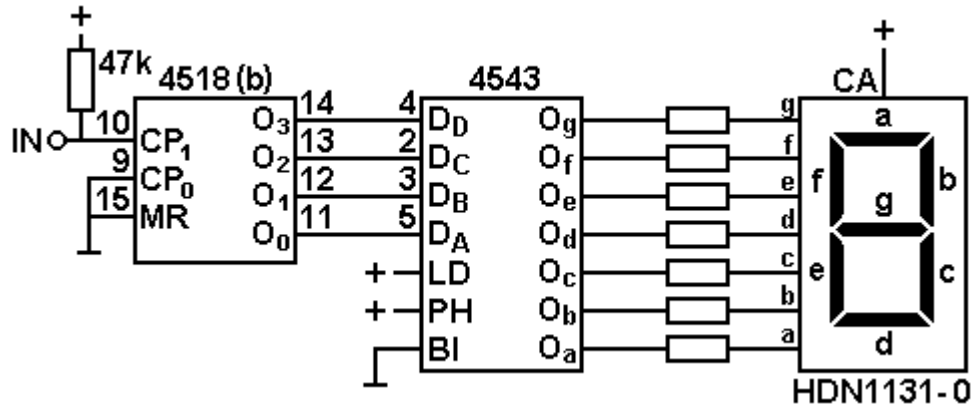 +
47k
4518 (b)
4543
+
CA
IN
10
CP1
9
CP0
15
MR
O3
14
O2
13
O1
12
O0
11
4
DD
2
DC
3
DB
5
DA
+
LD
+
PH
BI
Og
Of
Oe
Od
Oc
Ob
Oa
g
f
e
d
c
b
a
a
f
b
g
e
c
d
HDN1131-0